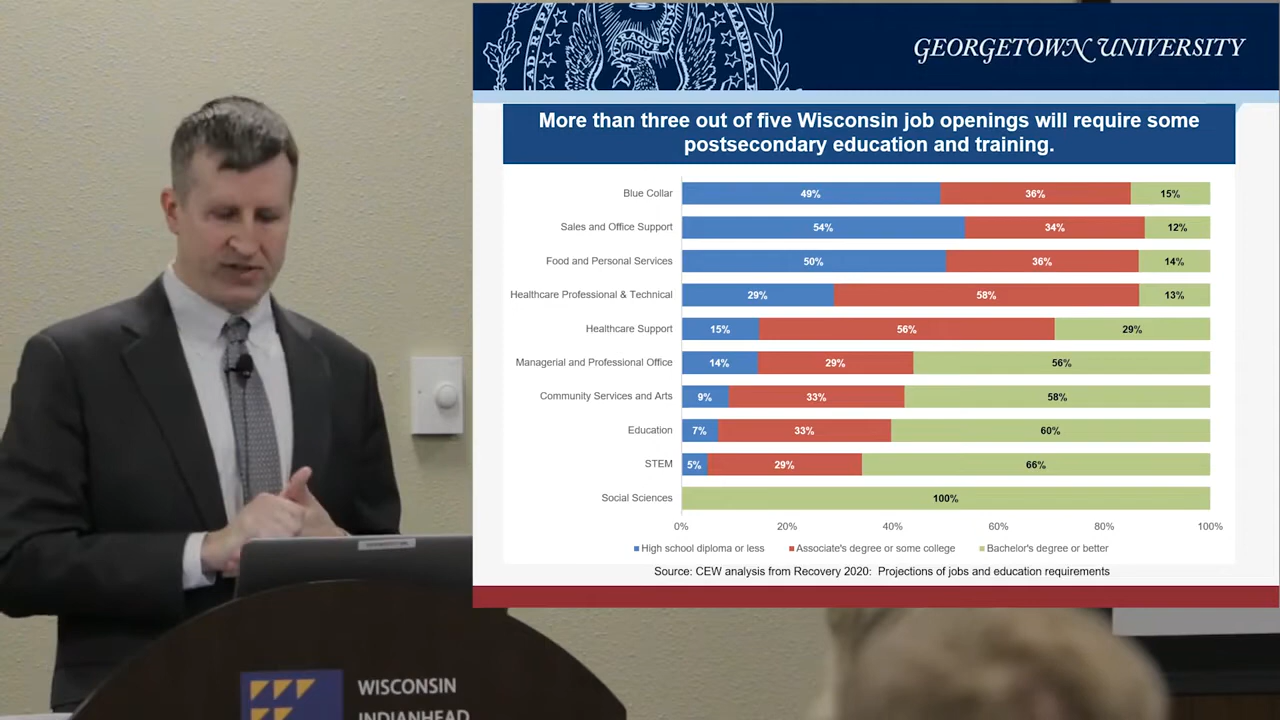 GEORGETOWN UNIVERSITY
More than three out of five Wisconsin job openings will require some
postsecondary education and training.
Blue Collar 49% 36% 15%
Sales and Office Support 54% 34% 12%
Food and Personal Services 50% 36% 14%
Healthcare Professional & Technical 29% 58% 13%
Healthcare Support 15% 56% 29%
Managerial and Professional Office 14% 29% 56%
Community Services and Arts 9% 33% 58%
Education 7% 33% 60%
STEM 5% 29% 66%
Social Sciences 100%
0% 20% 40% 60% 80% 100%
High school diploma or less Associate's degree or some college Bachelor's degree or better
Source: CEW analysis from Recovery 2020: Projections of jobs and education requirements
WISCONSIN
INDIANHEAD